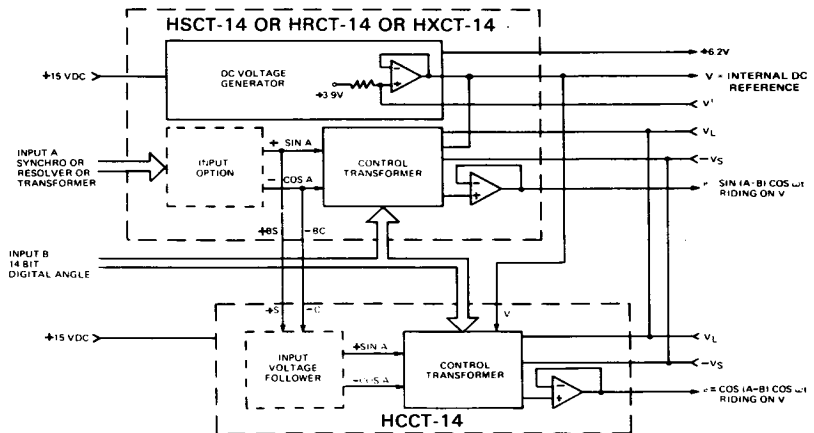 HSCT-14 OR HRCT-14 OR HXCT-14
+15 VDC
DC VOLTAGE
GENERATOR
+3.9V
+6.2V
V = INTERNAL DC
REFERENCE
V'
INPUT A
SYNCHRO OR
RESOLVER OR
TRANSFORMER
INPUT
OPTION
+ SIN A
- COS A
CONTROL
TRANSFORMER
VL
-VS
SIN (A-B) COS ωt
RIDING ON V
+BS
-BC
INPUT B
14 BIT
DIGITAL ANGLE
+S
-C
V
+15 VDC
INPUT
VOLTAGE
FOLLOWER
+SIN A
-COS A
CONTROL
TRANSFORMER
VL
-VS
COS (A-B) COS ωt
RIDING ON V
HCCT-14